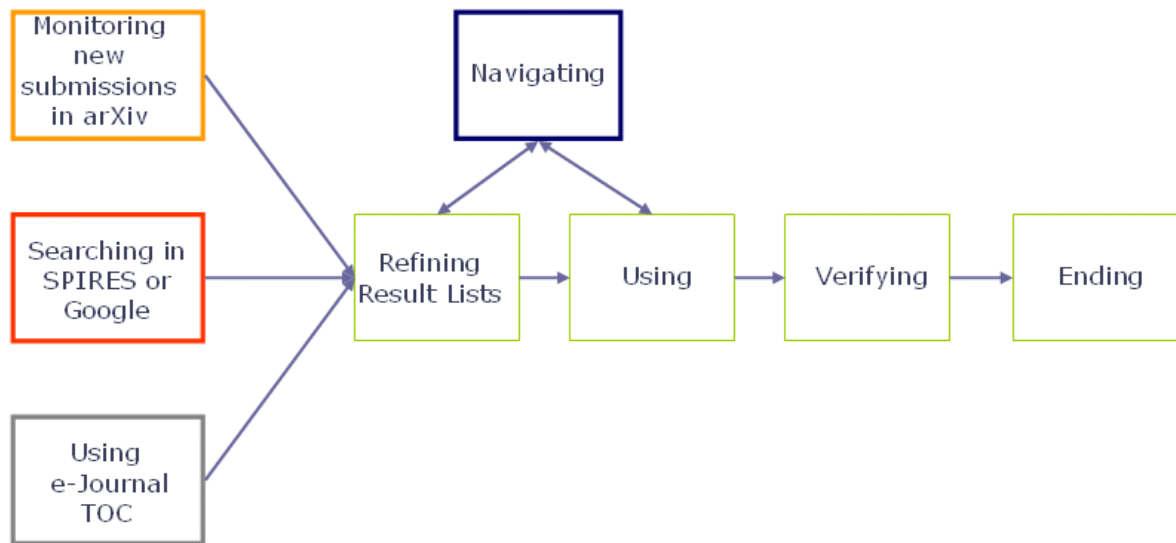 Monitoring
new
submissions
in arXiv
Navigating
Searching in
SPIRES or
Google
Refining
Result Lists
Using
Verifying
Ending
Using
e-Journal
TOC